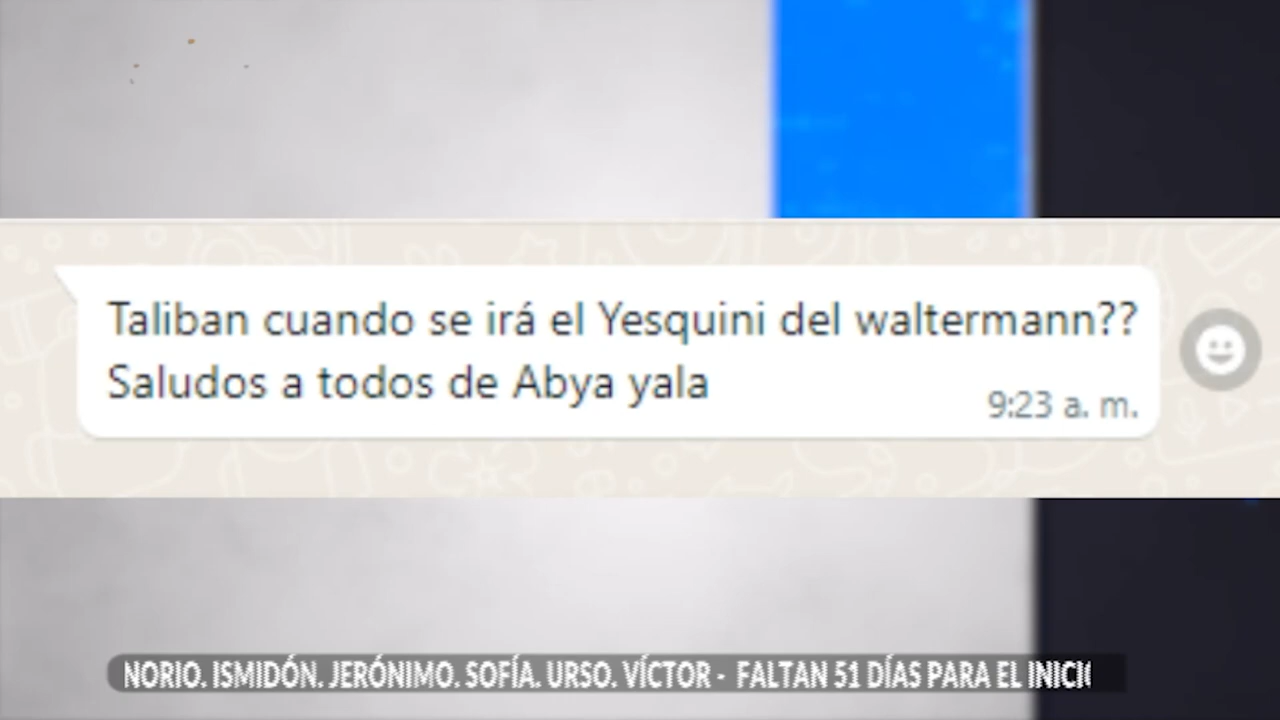 Taliban cuando se irá el Yesquini del waltermann??
Saludos a todos de Abya yala
9:23 a. m.
NORIO. ISMIDÓN. JERÓNIMO. SOFÍA. URSO. VÍCTOR - FALTAN 51 DÍAS PARA EL INICI